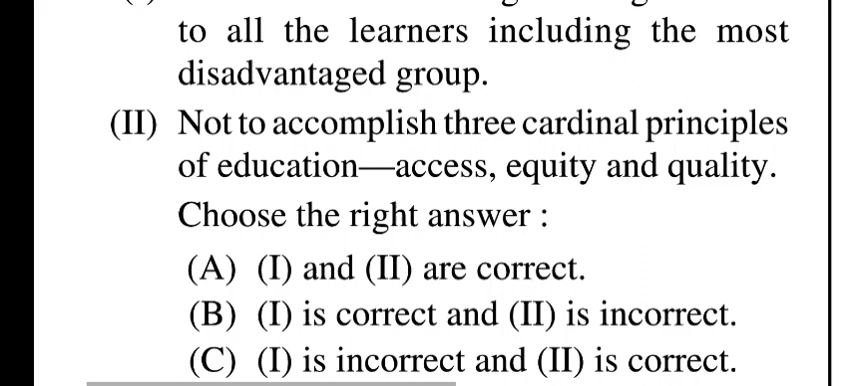 to all the learners including the most
disadvantaged group.
(II) Not to accomplish three cardinal principles
of education—access, equity and quality.
Choose the right answer :
(A) (I) and (II) are correct.
(B) (I) is correct and (II) is incorrect.
(C) (I) is incorrect and (II) is correct.